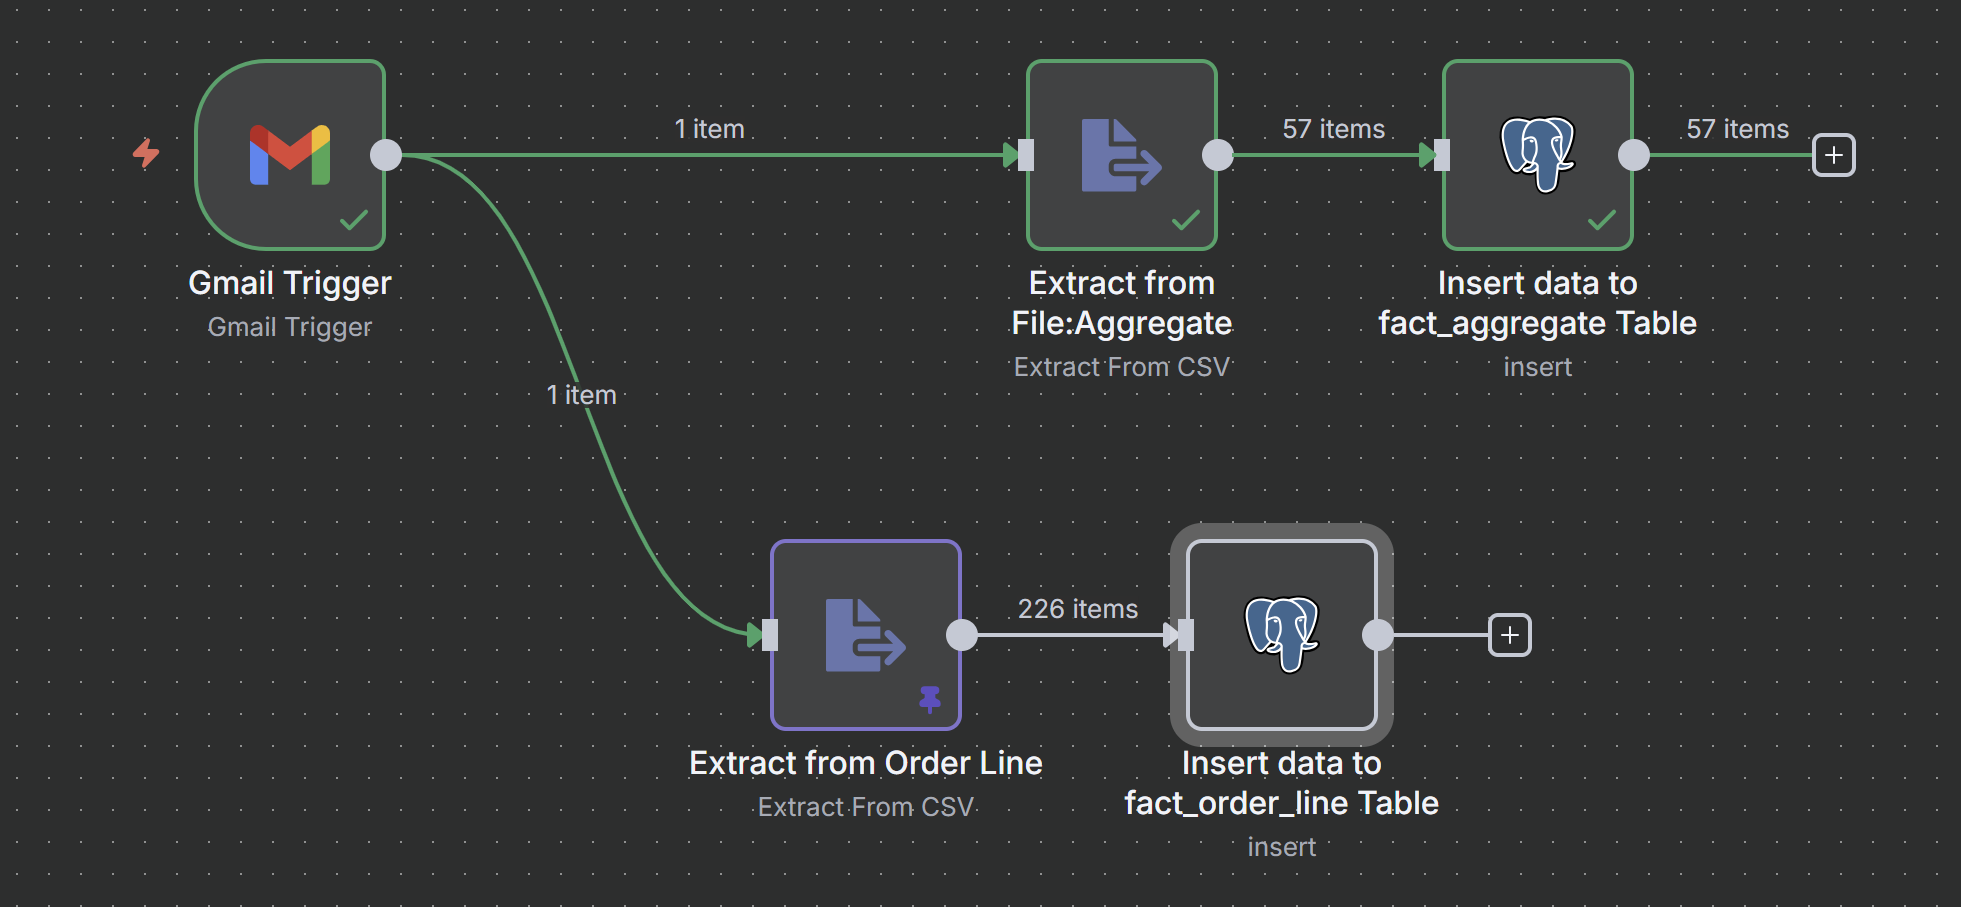 1 item
57 items
57 items
Gmail Trigger
Gmail Trigger
Extract from
File:Aggregate
Extract From CSV
Insert data to
fact_aggregate Table
insert
1 item
226 items
Extract from Order Line
Extract From CSV
Insert data to
fact_order_line Table
insert